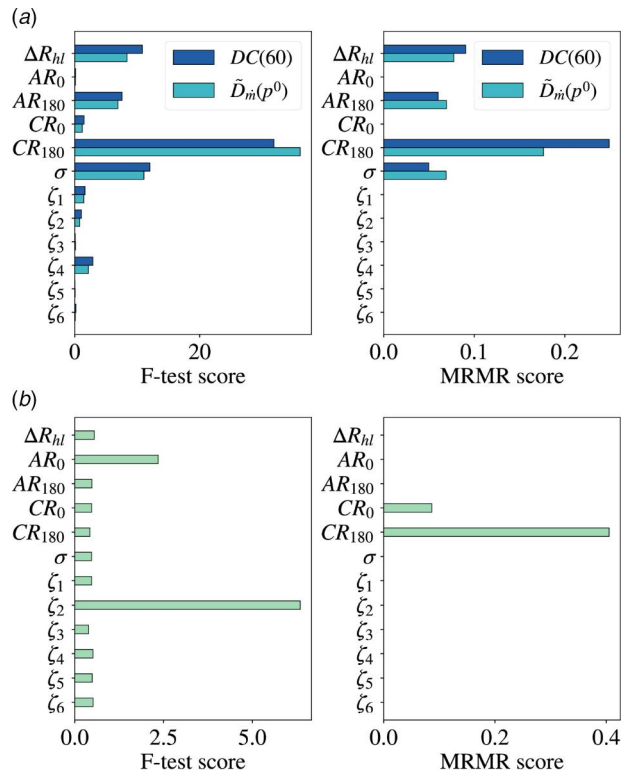 (a)
ΔR_hl
AR_0
AR_180
CR_0
CR_180
σ
ζ_1
ζ_2
ζ_3
ζ_4
ζ_5
ζ_6
DC(60)
D̃_ṁ(p^0)
0 20
F-test score
ΔR_hl
AR_0
AR_180
CR_0
CR_180
σ
ζ_1
ζ_2
ζ_3
ζ_4
ζ_5
ζ_6
DC(60)
D̃_ṁ(p^0)
0.0 0.1 0.2
MRMR score
(b)
ΔR_hl
AR_0
AR_180
CR_0
CR_180
σ
ζ_1
ζ_2
ζ_3
ζ_4
ζ_5
ζ_6
0.0 2.5 5.0
F-test score
ΔR_hl
AR_0
AR_180
CR_0
CR_180
σ
ζ_1
ζ_2
ζ_3
ζ_4
ζ_5
ζ_6
0.0 0.2 0.4
MRMR score